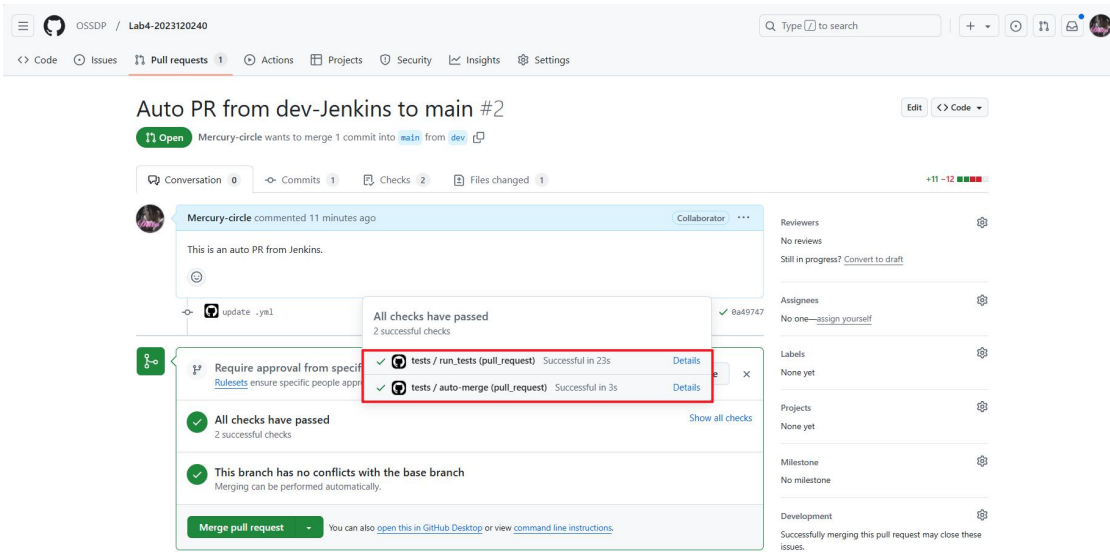 OSSDP / Lab4-2023120240
Type / to search
Code Issues Pull requests 1 Actions Projects Security Insights Settings
Auto PR from dev-Jenkins to main #2
Edit <> Code
Open Mercury-circle wants to merge 1 commit into main from dev
Conversation 0 Commits 1 Checks 2 Files changed 1 +11 −12
Mercury-circle commented 11 minutes ago Collaborator ...
This is an auto PR from Jenkins.
update .yml 0a49747
All checks have passed
2 successful checks
tests / run_tests (pull_request) Successful in 23s Details
tests / auto-merge (pull_request) Successful in 3s Details
Require approval from specif
Rulesets ensure specific people appr
All checks have passed Show all checks
2 successful checks
This branch has no conflicts with the base branch
Merging can be performed automatically.
Merge pull request You can also open this in GitHub Desktop or view command line instructions.
Reviewers
No reviews
Still in progress? Convert to draft
Assignees
No one—assign yourself
Labels
None yet
Projects
None yet
Milestone
No milestone
Development
Successfully merging this pull request may close these
issues.